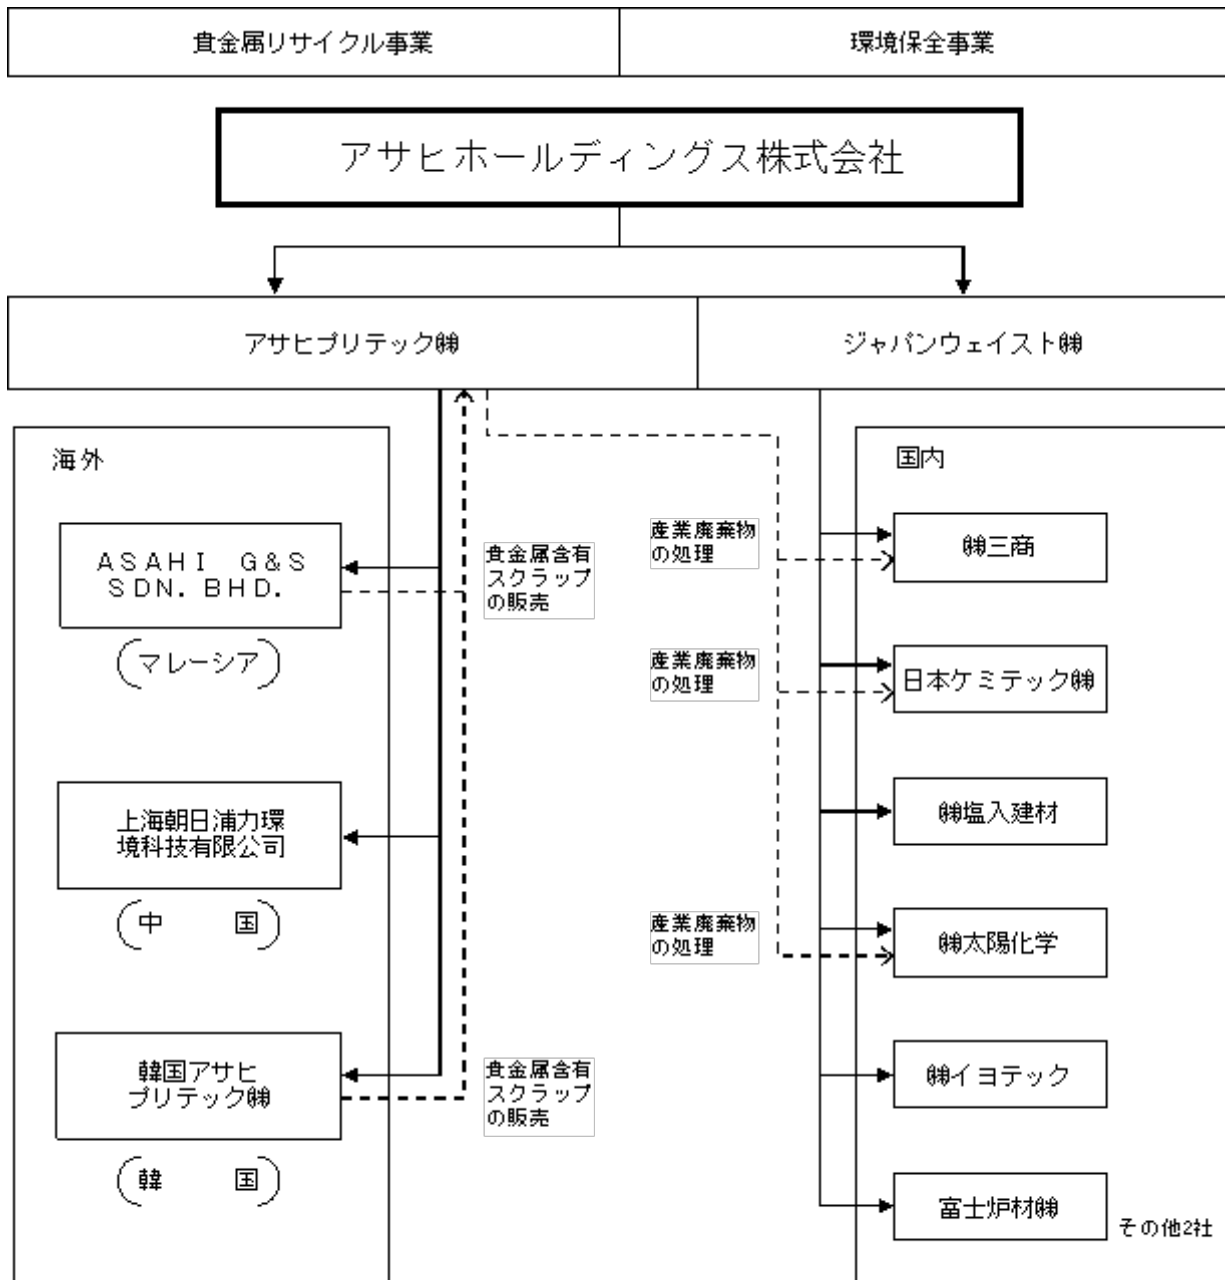 貴金属リサイクル事業
環境保全事業
アサヒホールディングス株式会社
アサヒプリテック㈱
ジャパンウェイスト㈱
海外
ASAHI G&S
SDN. BHD.
(マレーシア)
上海朝日浦力環
境科技有限公司
(中 国)
韓国アサヒ
プリテック㈱
(韓 国)
貴金属含有
スクラップ
の販売
貴金属含有
スクラップ
の販売
産業廃棄物
の処理
産業廃棄物
の処理
産業廃棄物
の処理
国内
㈱三商
日本ケミテック㈱
㈱塩入建材
㈱太陽化学
㈱イヨテック
富士炉材㈱
その他2社